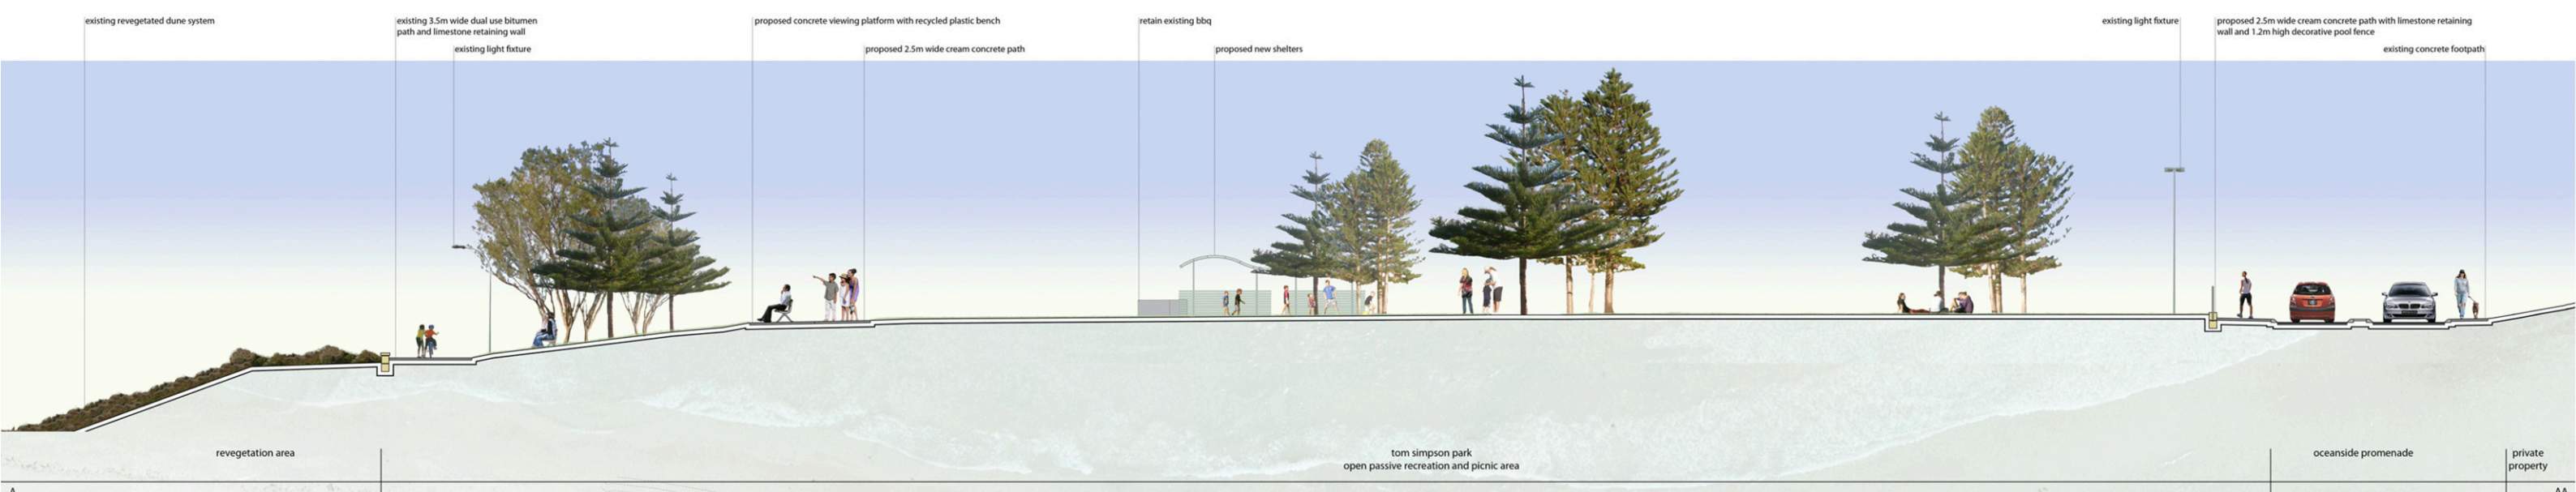 existing revegetated dune system
existing 3.5m wide dual use bitumen
path and limestone retaining wall
existing light fixture
proposed concrete viewing platform with recycled plastic bench
proposed 2.5m wide cream concrete path
retain existing bbq
proposed new shelters
existing light fixture
proposed 2.5m wide cream concrete path with limestone retaining
wall and 1.2m high decorative pool fence
existing concrete footpath
revegetation area
tom simpson park
open passive recreation and picnic area
oceanside promenade
private
property
A
AA